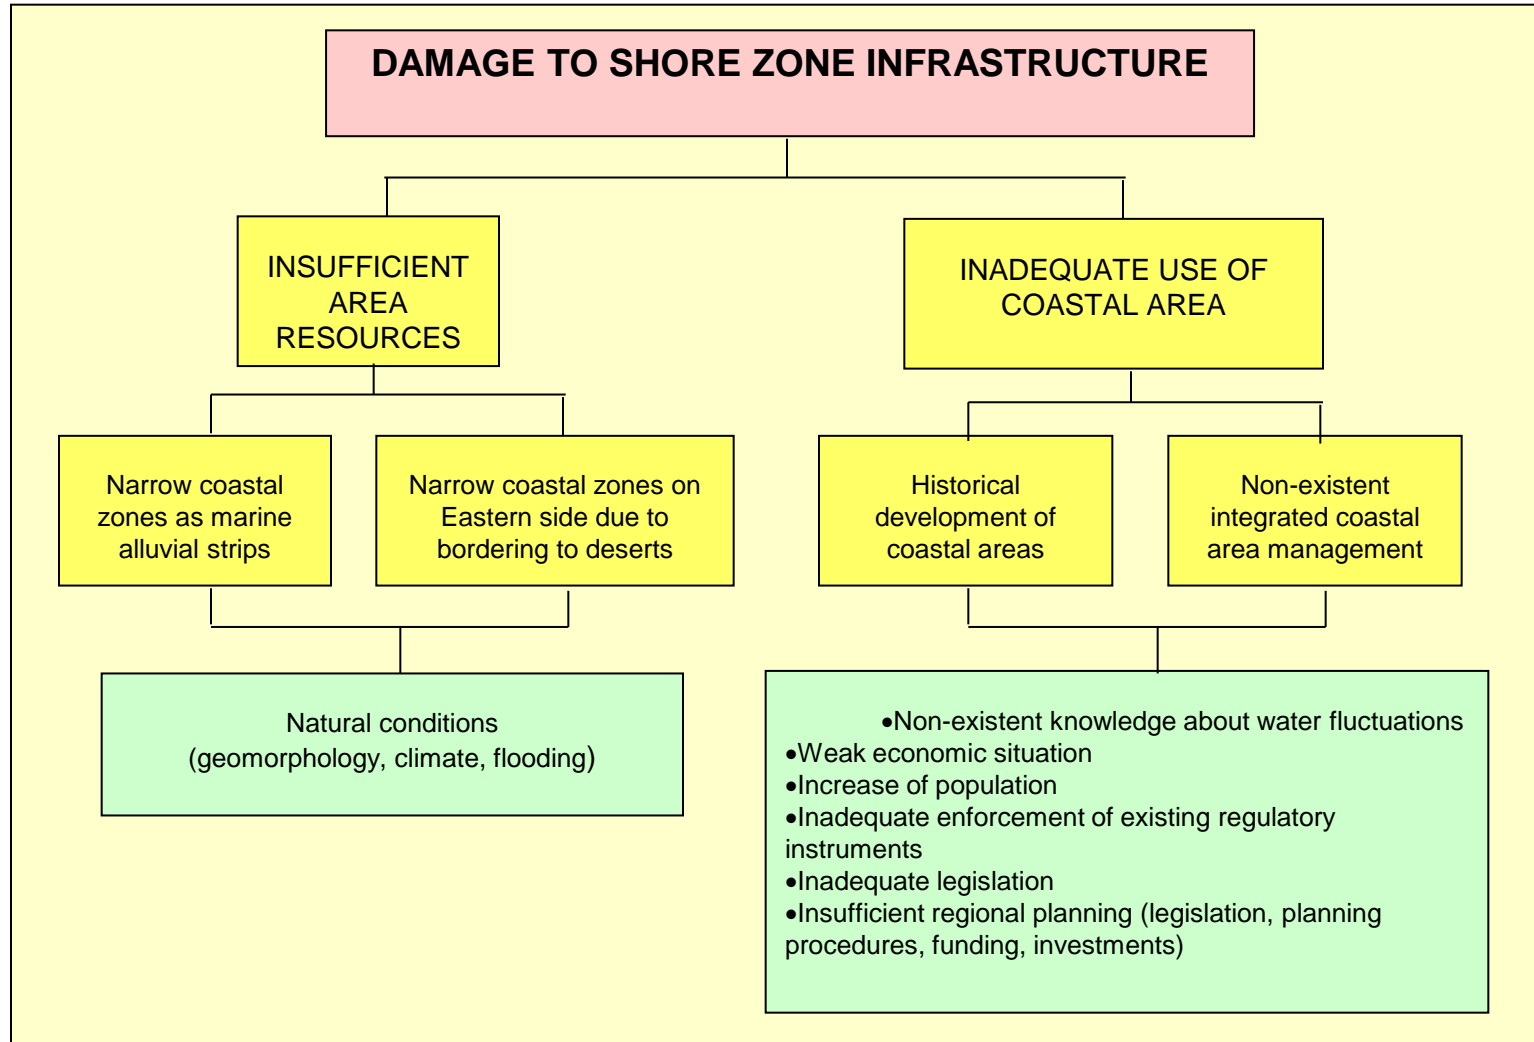 DAMAGE TO SHORE ZONE INFRASTRUCTURE
INSUFFICIENT
AREA
RESOURCES
INADEQUATE USE OF
COASTAL AREA
Narrow coastal
zones as marine
alluvial strips
Narrow coastal zones on
Eastern side due to
bordering to deserts
Historical
development of
coastal areas
Non-existent
integrated coastal
area management
Natural conditions
(geomorphology, climate, flooding)
•Non-existent knowledge about water fluctuations
•Weak economic situation
•Increase of population
•Inadequate enforcement of existing regulatory
instruments
•Inadequate legislation
•Insufficient regional planning (legislation, planning
procedures, funding, investments)